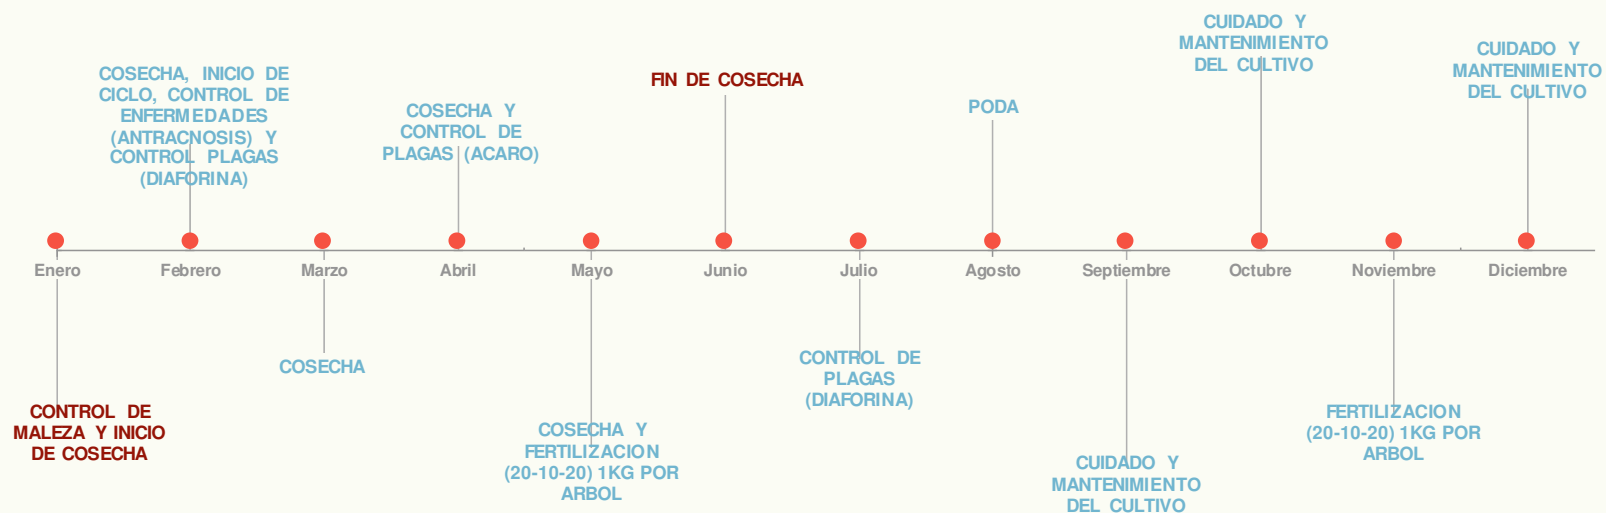 CUIDADO Y
MANTENIMIENTO
DEL CULTIVO
CUIDADO Y
MANTENIMIENTO
DEL CULTIVO
COSECHA, INICIO DE
CICLO, CONTROL DE
ENFERMEDADES
(ANTRACNOSIS) Y
CONTROL PLAGAS
(DIAFORINA)
COSECHA Y
CONTROL DE
PLAGAS (ACARO)
FIN DE COSECHA
PODA
Enero
Febrero
Marzo
Abril
Mayo
Junio
Julio
Agosto
Septiembre
Octubre
Noviembre
Diciembre
CONTROL DE
MALEZA Y INICIO
DE COSECHA
COSECHA
COSECHA Y
FERTILIZACION
(20-10-20) 1KG POR
ARBOL
CONTROL DE
PLAGAS
(DIAFORINA)
CUIDADO Y
MANTENIMIENTO
DEL CULTIVO
FERTILIZACION
(20-10-20) 1KG POR
ARBOL